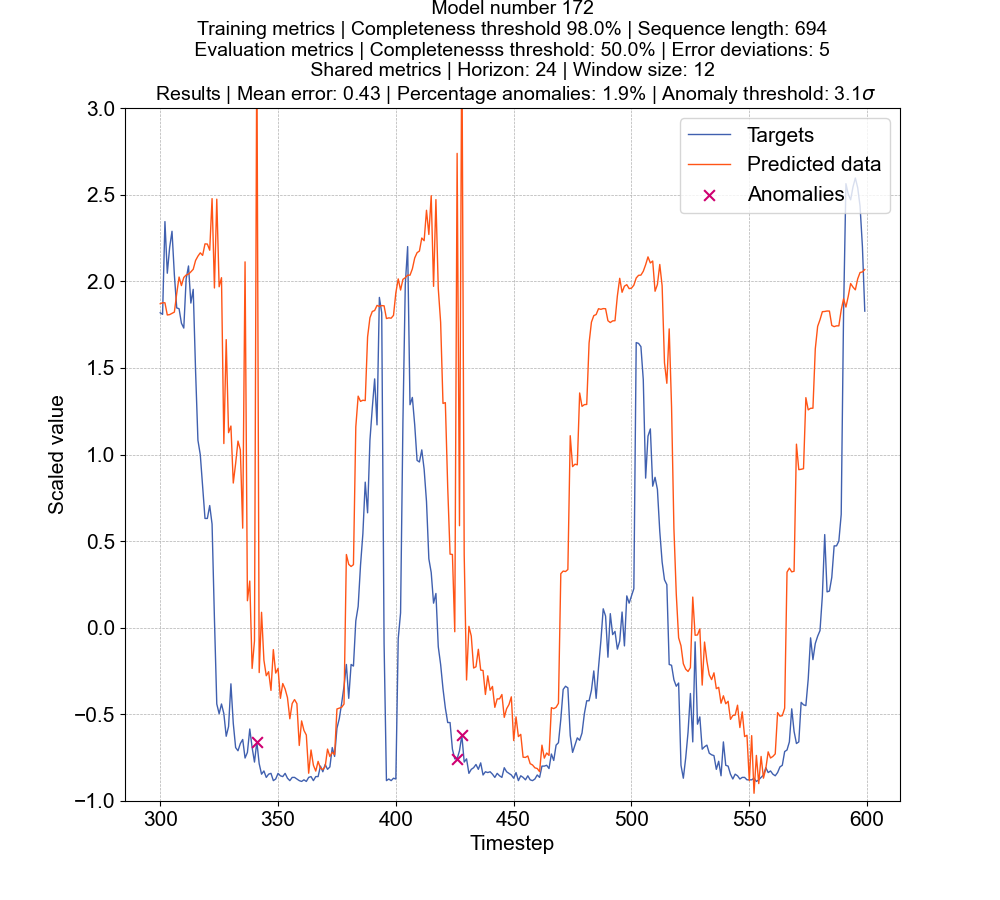 Model number 172
Training metrics | Completeness threshold 98.0% | Sequence length: 694
Evaluation metrics | Completenesss threshold: 50.0% | Error deviations: 5
Shared metrics | Horizon: 24 | Window size: 12
Results | Mean error: 0.43 | Percentage anomalies: 1.9% | Anomaly threshold: 3.1σ
Targets
Predicted data
Anomalies
3.0
2.5
2.0
1.5
1.0
0.5
0.0
−0.5
−1.0
Scaled value
300 350 400 450 500 550 600
Timestep